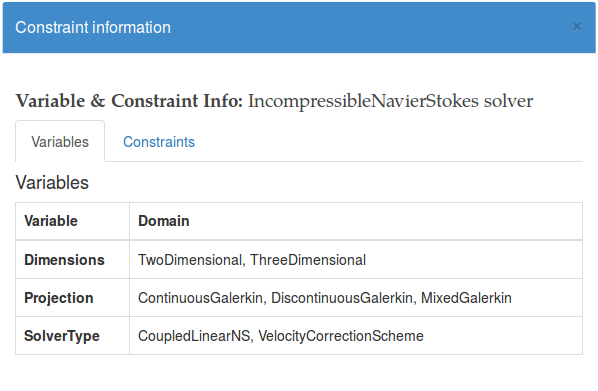 Constraint information ×
Variable & Constraint Info: IncompressibleNavierStokes solver
Variables Constraints
Variables
Variable Domain
Dimensions TwoDimensional, ThreeDimensional
Projection ContinuousGalerkin, DiscontinuousGalerkin, MixedGalerkin
SolverType CoupledLinearNS, VelocityCorrectionScheme